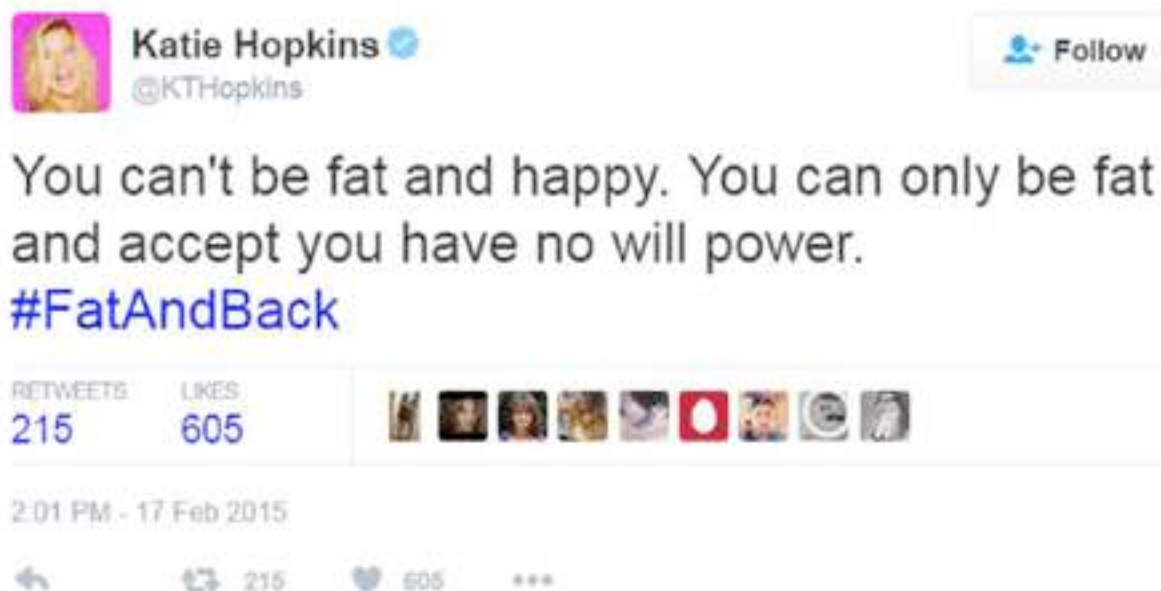 Katie Hopkins
@KTHopkins
Follow
You can't be fat and happy. You can only be fat
and accept you have no will power.
#FatAndBack
RETWEETS LIKES
215 605
2:01 PM - 17 Feb 2015
215 605